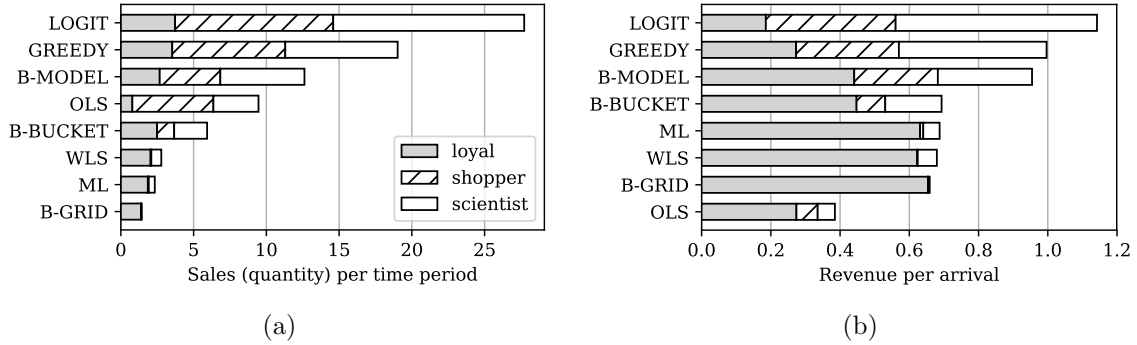 LOGIT
GREEDY
B-MODEL
OLS
B-BUCKET
WLS
ML
B-GRID
loyal
shopper
scientist
0 5 10 15 20 25
Sales (quantity) per time period
(a)
LOGIT
GREEDY
B-MODEL
B-BUCKET
ML
WLS
B-GRID
OLS
0.0 0.2 0.4 0.6 0.8 1.0 1.2
Revenue per arrival
(b)